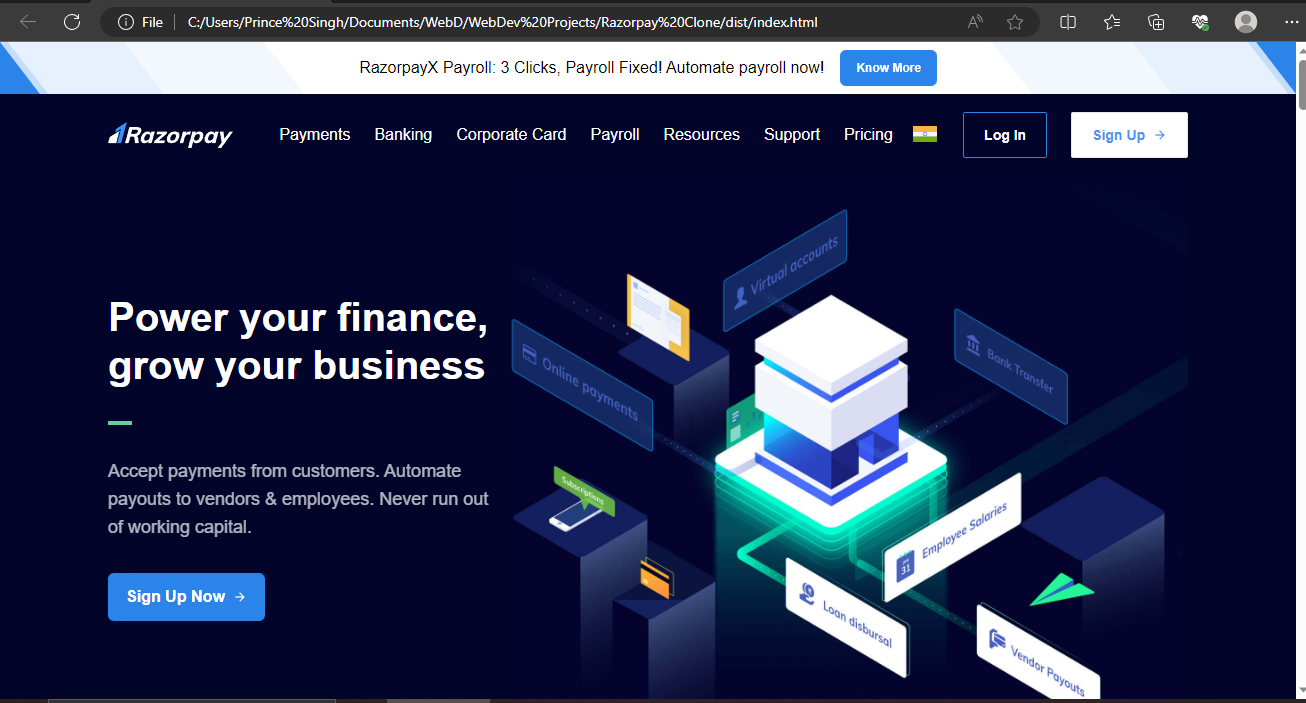 File
C:/Users/Prince%20Singh/Documents/WebD/WebDev%20Projects/Razorpay%20Clone/dist/index.html
RazorpayX Payroll: 3 Clicks, Payroll Fixed! Automate payroll now!
Know More
Razorpay
Payments
Banking
Corporate Card
Payroll
Resources
Support
Pricing
Log In
Sign Up →
Power your finance,
grow your business
Accept payments from customers. Automate
payouts to vendors & employees. Never run out
of working capital.
Sign Up Now →
Virtual accounts
Online payments
Bank Transfer
Subscriptions
Employee Salaries
31
Loan disbursal
Vendor Payouts